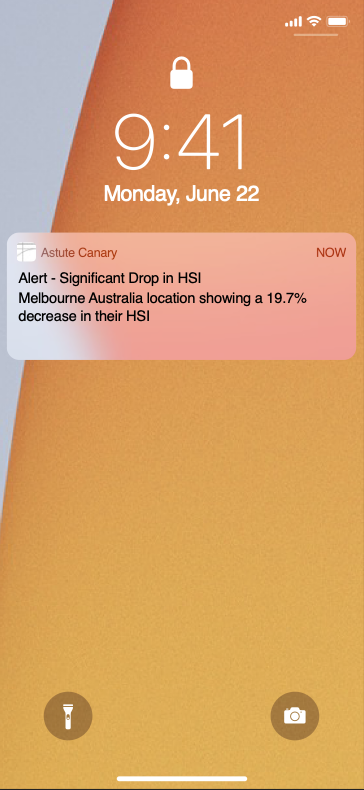 9:41
Monday, June 22
Astute Canary NOW
Alert - Significant Drop in HSI
Melbourne Australia location showing a 19.7%
decrease in their HSI